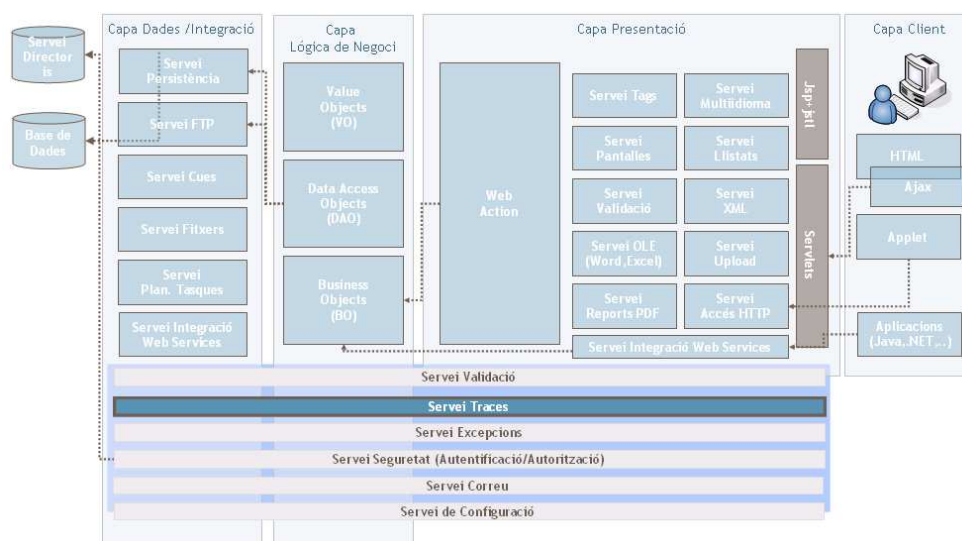 Capa Dades /Integració
Capa
Lógica de Negoci
Capa Presentació
Capa Client
Servei
Director
is
Base de
Dades
Servei
Persistència
Servei FTP
Servei Cues
Servei Fitxers
Servei
Plan. Tasques
Servei Integració
Web Services
Value
Objects
(VO)
Data Access
Objects
(DAO)
Business
Objects
(BO)
Web
Action
Servei Tags
Servei
Multiidioma
Servei
Pantalles
Servei
Llistats
Servei
Validació
Servei
XML
Servei OLE
(Word,Excel)
Servei
Upload
Servei
Reports PDF
Servei
Accés HTTP
Servei Integració Web Services
Jsp+jstl
Servlets
HTML
Ajax
Applet
Aplicacions
(Java,.NET,..)
Servei Validació
Servei Traces
Servei Excepcions
Servei Seguretat (Autentificació/Autorització)
Servei Correu
Servei de Configuració